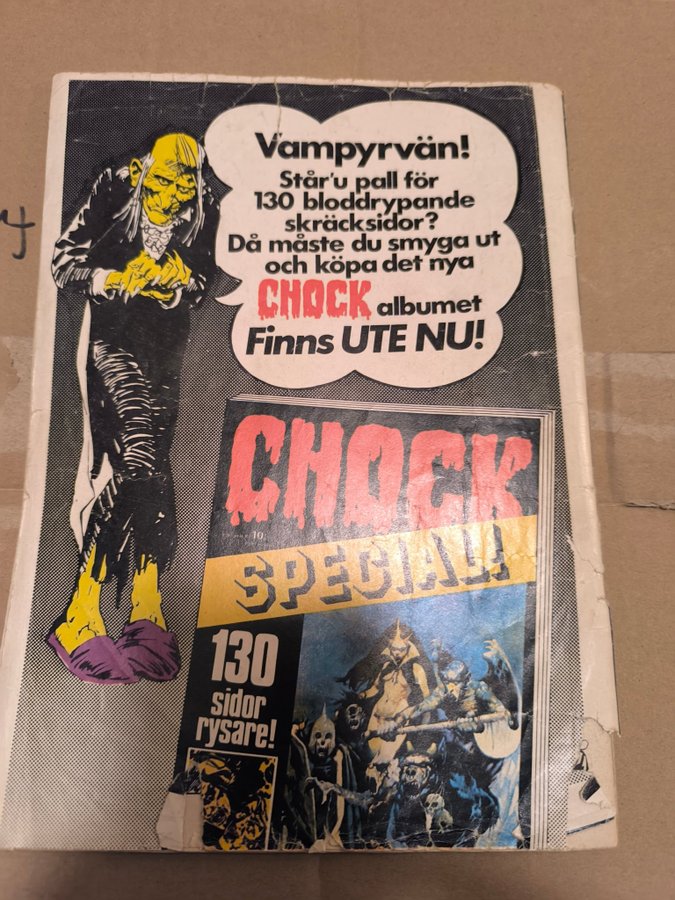 Vampyrvän!
Står'u pall för
130 bloddrypande
skräcksidor?
Då måste du smyga ut
och köpa det nya
CHOCK albumet
Finns UTE NU!
CHOCK
10:
SPECIAL!
130
sidor
rysare!